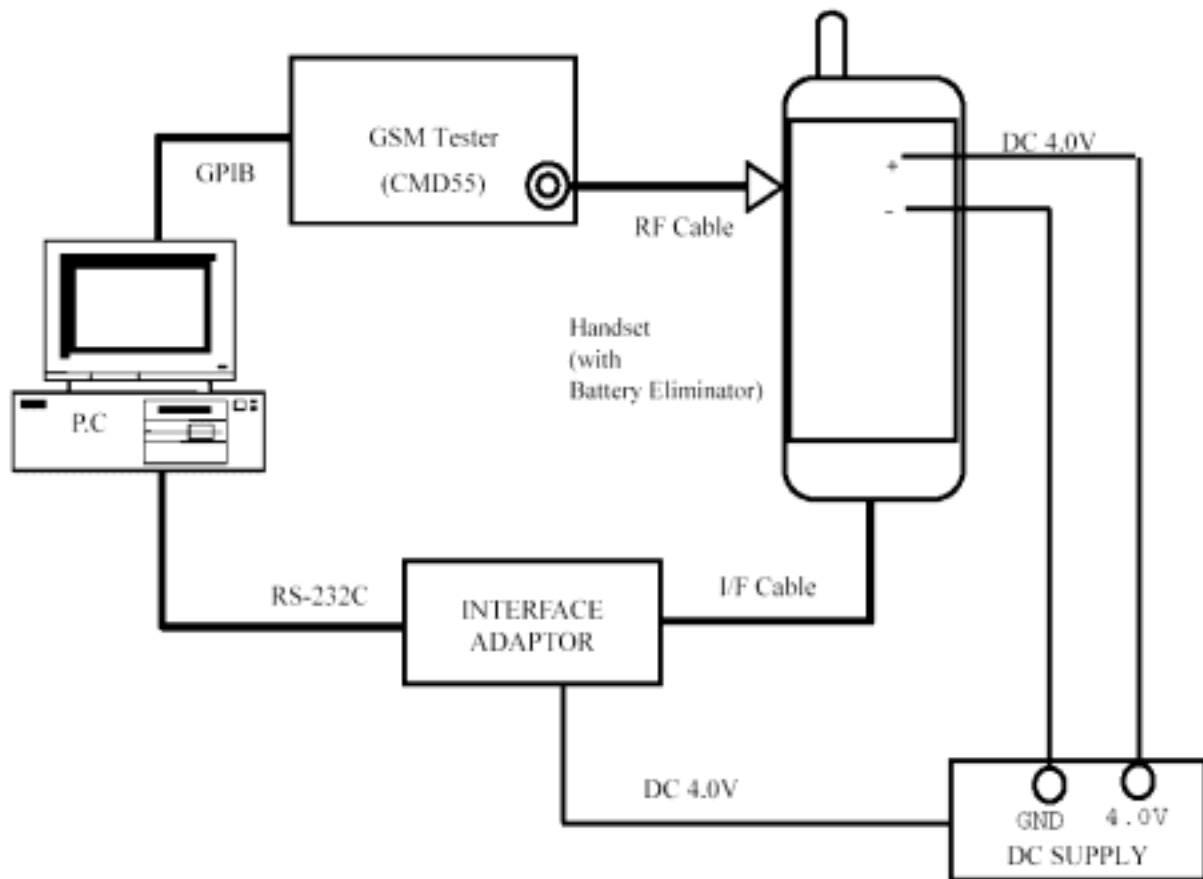 GSM Tester
(CMD55)
DC 4.0V
GPIB
+
-
RF Cable
Handset
(with
Battery Eliminator)
P.C
RS-232C
INTERFACE
ADAPTOR
I/F Cable
DC 4.0V
GND
4.0V
DC SUPPLY